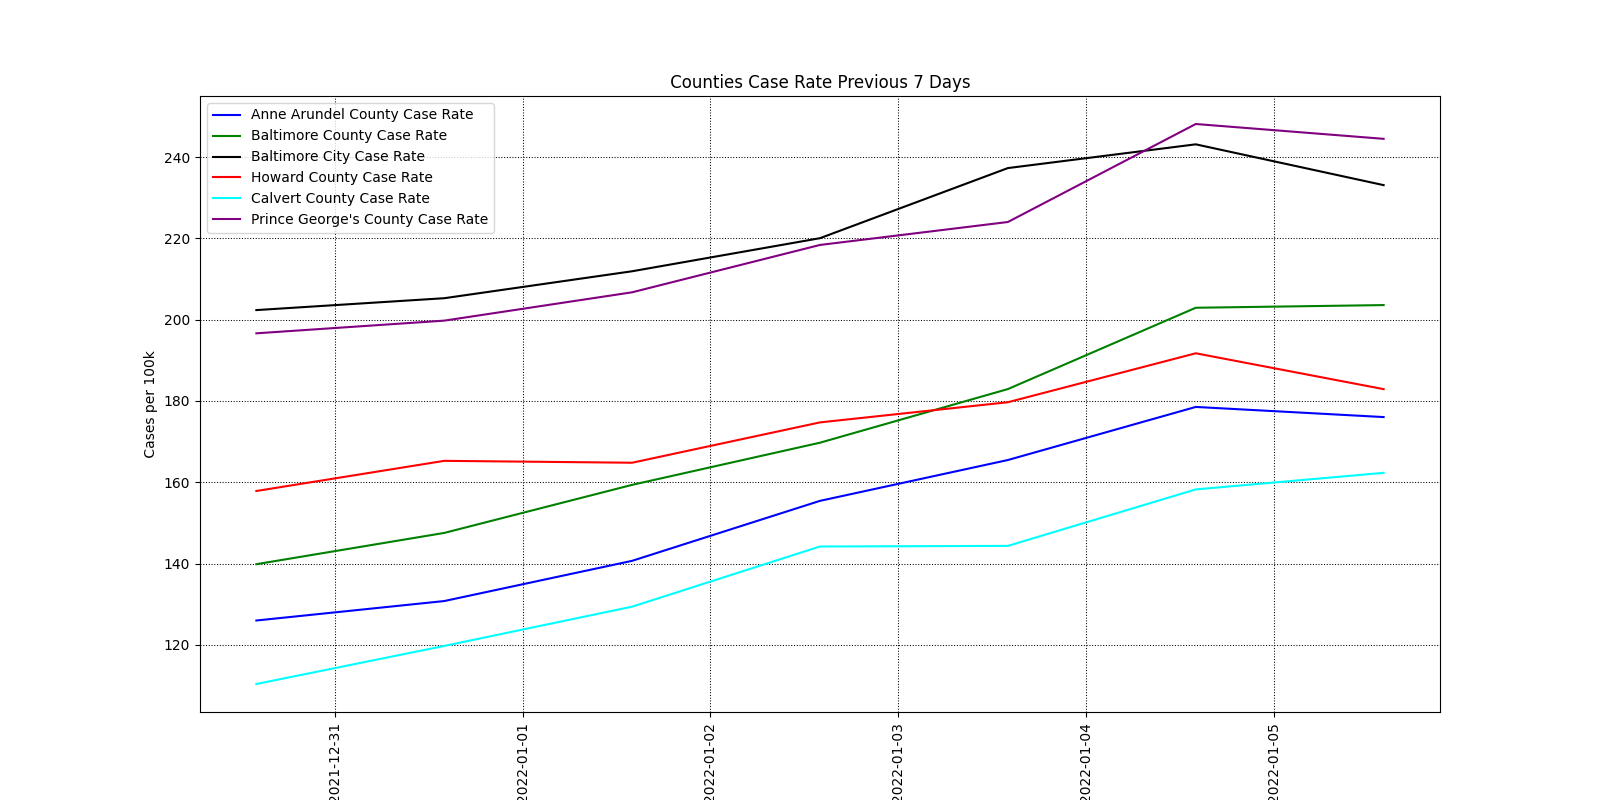 Counties Case Rate Previous 7 Days
Anne Arundel County Case Rate
Baltimore County Case Rate
Baltimore City Case Rate
Howard County Case Rate
Calvert County Case Rate
Prince George's County Case Rate
Cases per 100k
240
220
200
180
160
140
120
2021-12-31
2022-01-01
2022-01-02
2022-01-03
2022-01-04
2022-01-05